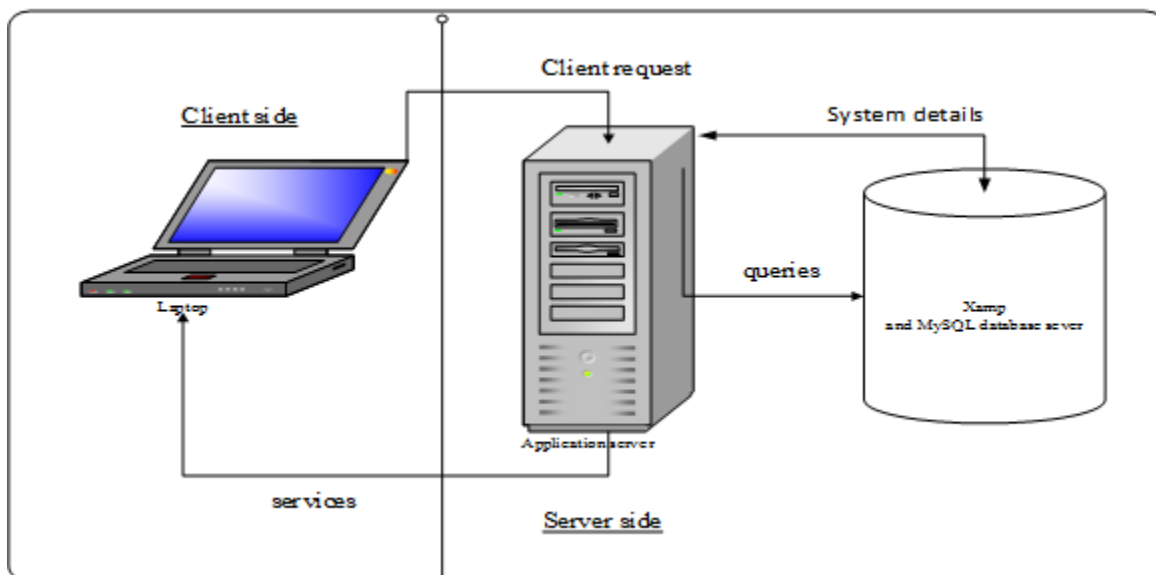 Client request
System details
Client side
queries
Laptop
Xamp
and MySQL database sever
Application server
services
Server side